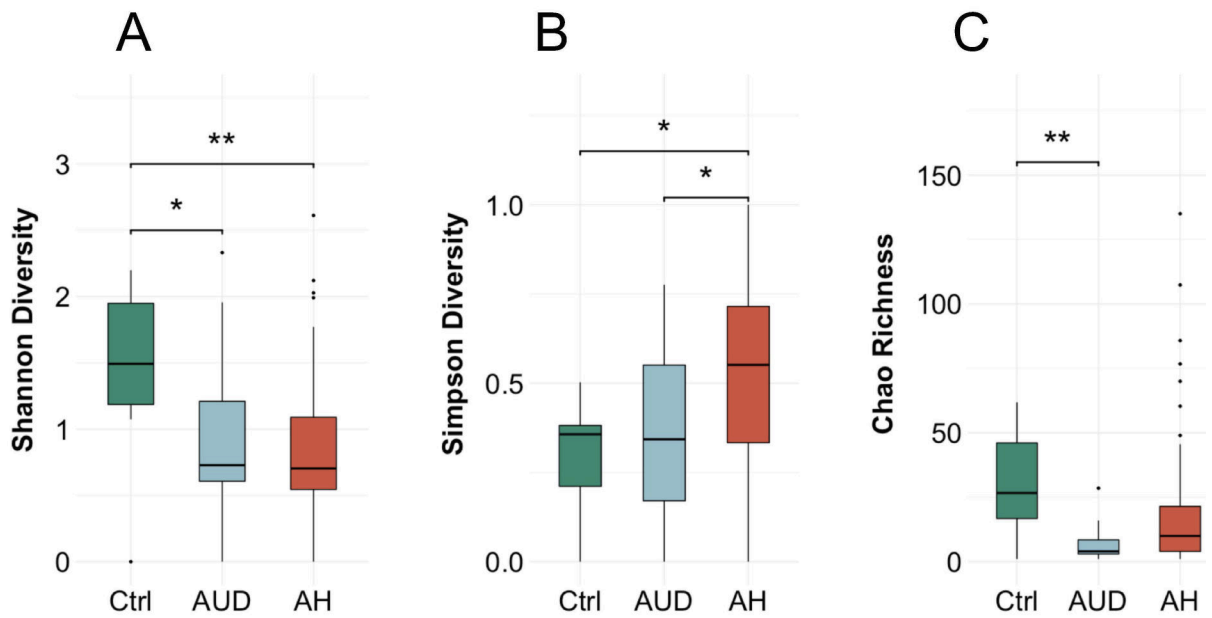 A
B
C
Shannon Diversity
3
2
1
0
**
*
Ctrl
AUD
AH
Simpson Diversity
1.0
0.5
0.0
*
*
Ctrl
AUD
AH
Chao Richness
150
100
50
0
**
Ctrl
AUD
AH